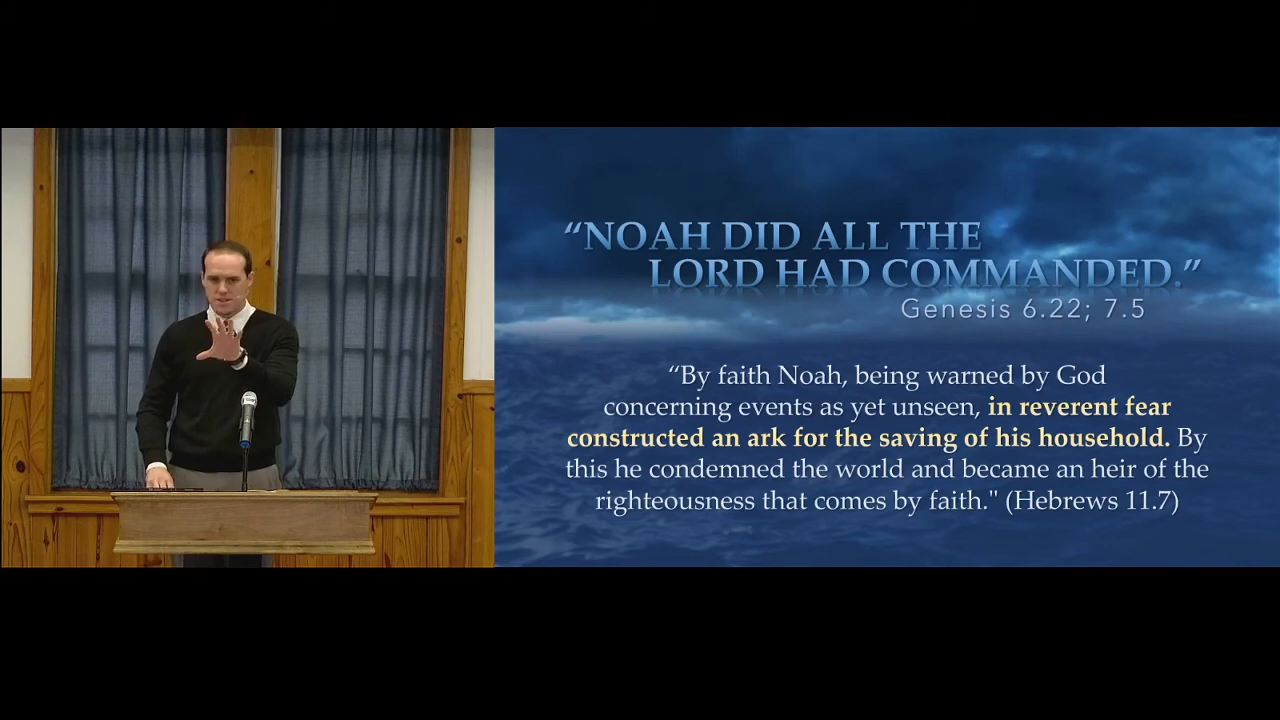 “NOAH DID ALL THE
LORD HAD COMMANDED.”
Genesis 6.22; 7.5
“By faith Noah, being warned by God
concerning events as yet unseen, in reverent fear
constructed an ark for the saving of his household. By
this he condemned the world and became an heir of the
righteousness that comes by faith." (Hebrews 11.7)